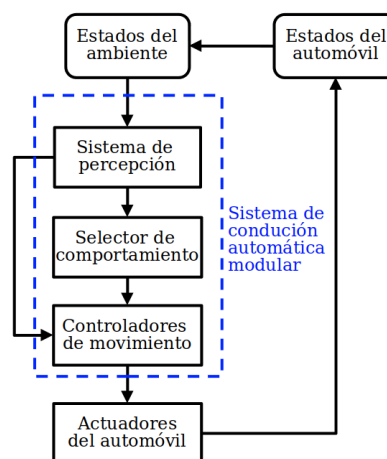 Estados del
ambiente
Estados del
automóvil
Sistema de
percepción
Selector de
comportamiento
Sistema de
condución
automática
modular
Controladores
de movimiento
Actuadores
del automóvil